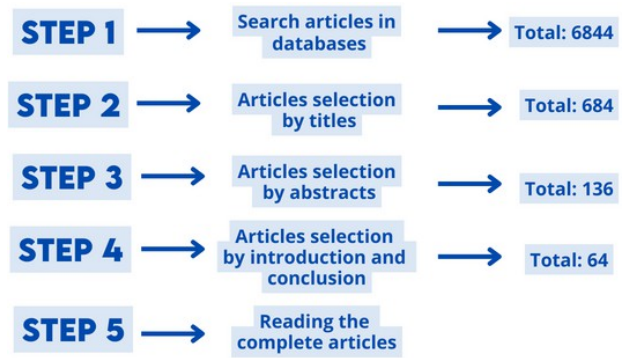 STEP 1
Search articles in
databases
Total: 6844
STEP 2
Articles selection
by titles
Total: 684
STEP 3
Articles selection
by abstracts
Total: 136
STEP 4
Articles selection
by introduction and
conclusion
Total: 64
STEP 5
Reading the
complete articles